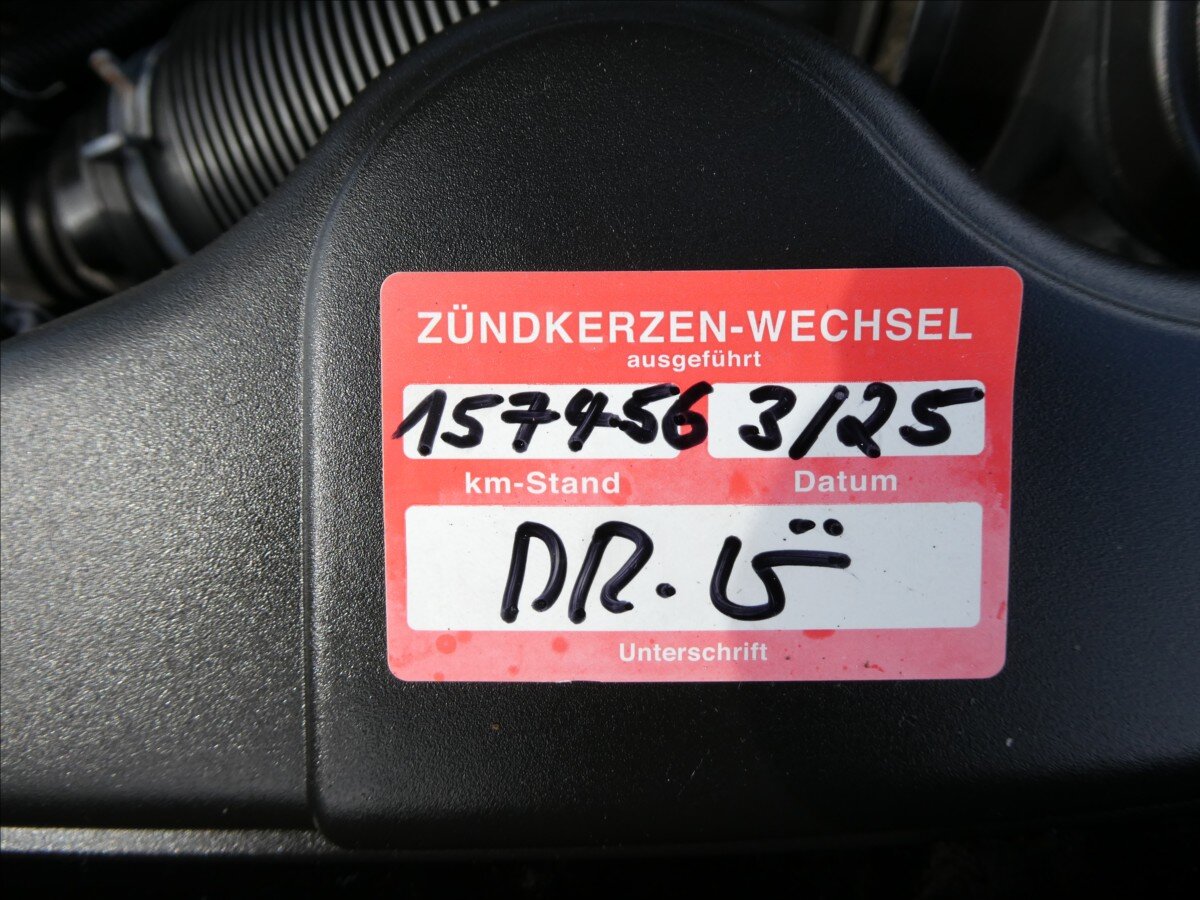 ZÜNDKERZEN-WECHSEL
ausgeführt
157456 3/25
km-Stand Datum
DR. Ü
Unterschrift